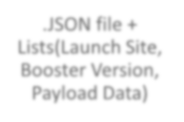 .JSON file +
Lists(Launch Site,
Booster Version,
Payload Data)